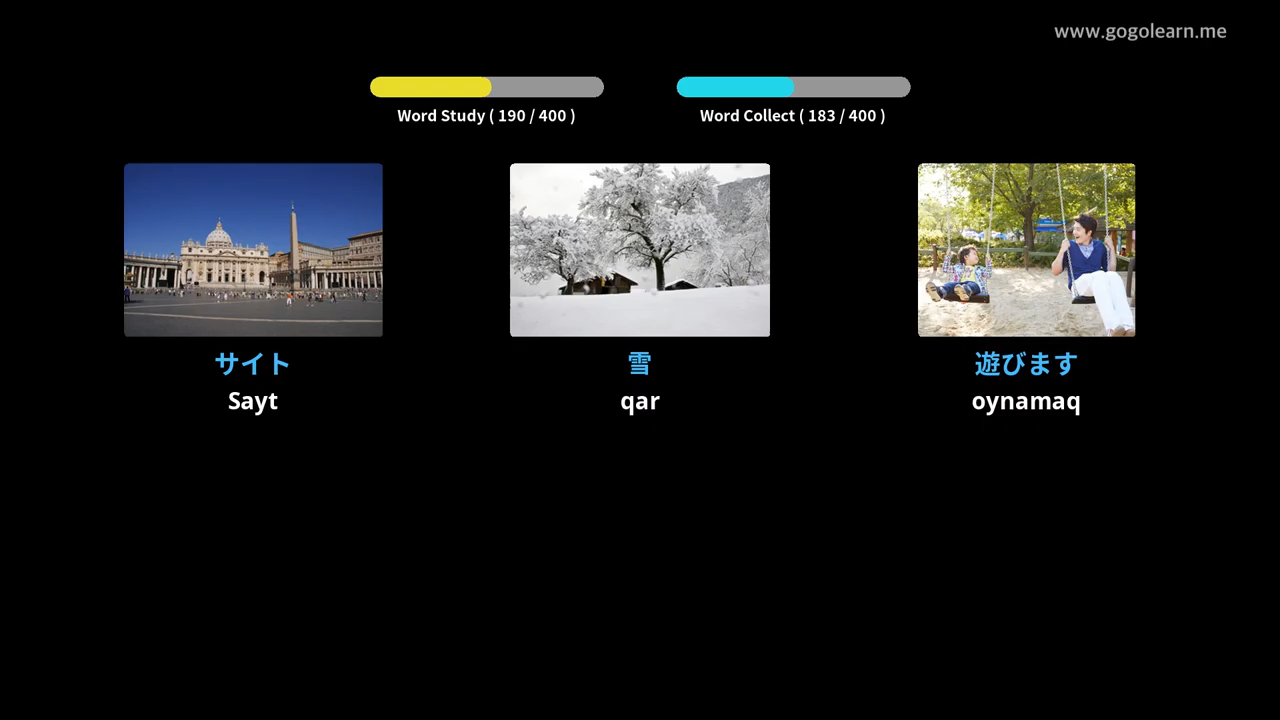 www.gogolearn.me
Word Study ( 190 / 400 )
Word Collect ( 183 / 400 )
サイト
Sayt
雪
qar
遊びます
oynamaq